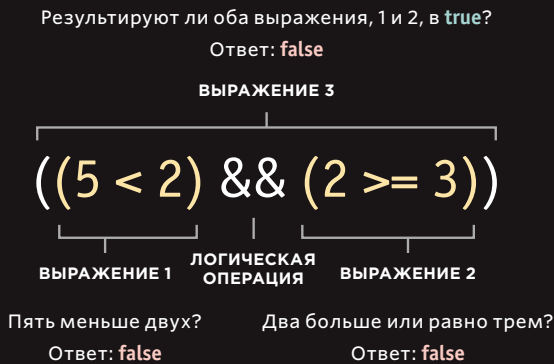 Результируют ли оба выражения, 1 и 2, в true?
Ответ: false
ВЫРАЖЕНИЕ 3
((5 < 2) && (2 >= 3))
ВЫРАЖЕНИЕ 1
ЛОГИЧЕСКАЯ
ОПЕРАЦИЯ
ВЫРАЖЕНИЕ 2
Пять меньше двух?
Ответ: false
Два больше или равно трем?
Ответ: false